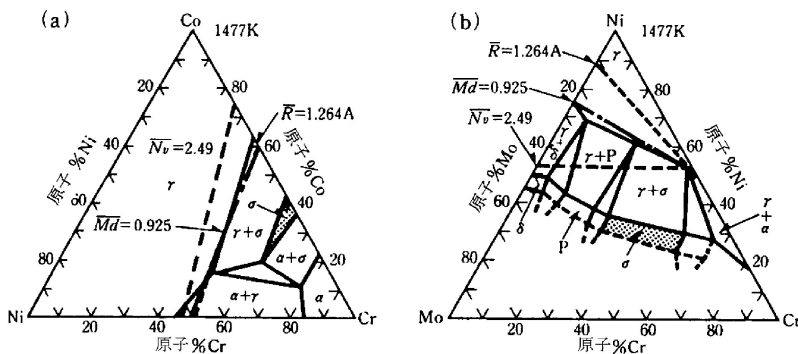 (a)
Co
1477K
20
80
R̅=1.264A
40
60
N̅v̅=2.49
原子%Ni
原子%Co
γ
60
40
σ
M̅d̅=0.925
γ+σ
80
α+σ
20
α+γ
α
Ni
20
40
60
80
Cr
原子%Cr
(b)
Ni
1477K
R̅=1.264A
γ
M̅d̅=0.925
20
80
N̅v̅=2.49
40
δ+γ
60
γ+P
原子%Mo
原子%Ni
60
γ+σ
40
γ
+
α
δ
P
80
σ
20
Mo
20
40
60
80
Cr
原子%Cr